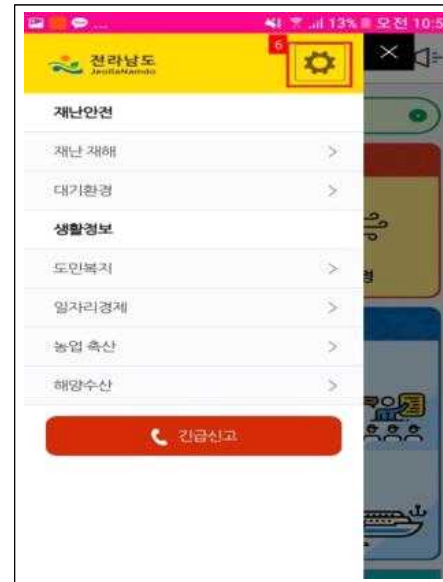 ... 13% 오전 10:5
전라남도
JeollaNamdo
6
재난안전
재난 재해
대기환경
생활정보
도민복지
일자리경제
농업 축산
해양수산
긴급신고